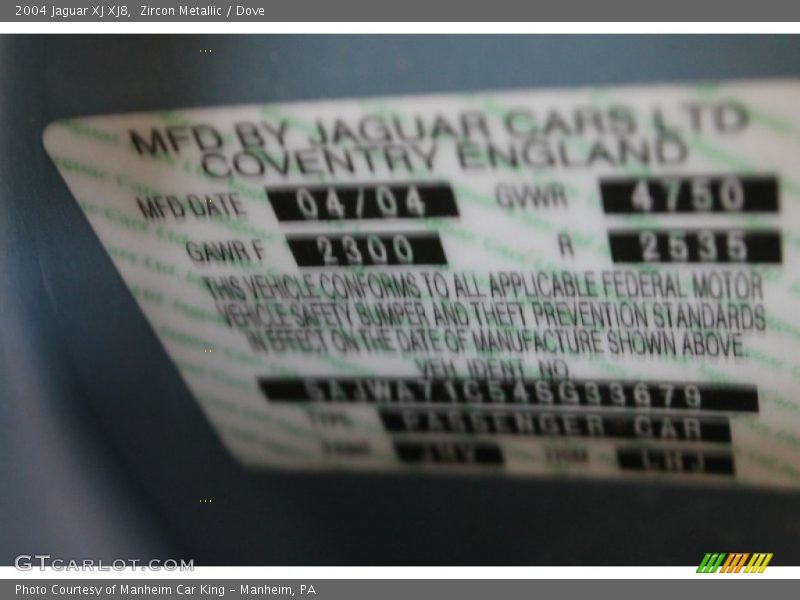 2004 Jaguar XJ XJ8, Zircon Metallic / Dove
MFD BY JAGUAR CARS LTD
COVENTRY ENGLAND
MFD DATE 04/04 GVWR 4750
GAWR F 2300 R 2535
THIS VEHICLE CONFORMS TO ALL APPLICABLE FEDERAL MOTOR
VEHICLE SAFETY BUMPER AND THEFT PREVENTION STANDARDS
IN EFFECT ON THE DATE OF MANUFACTURE SHOWN ABOVE.
VEH. IDENT. NO.
SAJWA71C54SG33679
TYPE PASSENGER CAR
TRIM
GTCARLOT.COM
Photo Courtesy of Manheim Car King - Manheim, PA